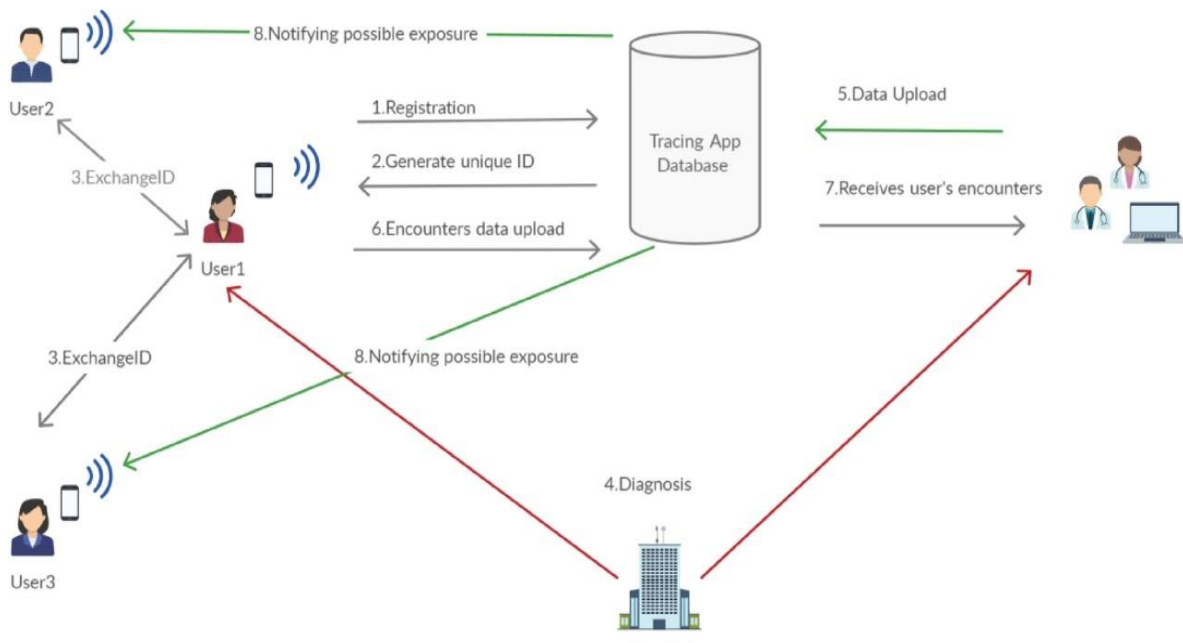 8.Notifying possible exposure
User2
1.Registration
5.Data Upload
Tracing App
Database
2.Generate unique ID
3.ExchangeID
7.Receives user's encounters
6.Encounters data upload
User1
3.ExchangeID
8.Notifying possible exposure
4.Diagnosis
User3